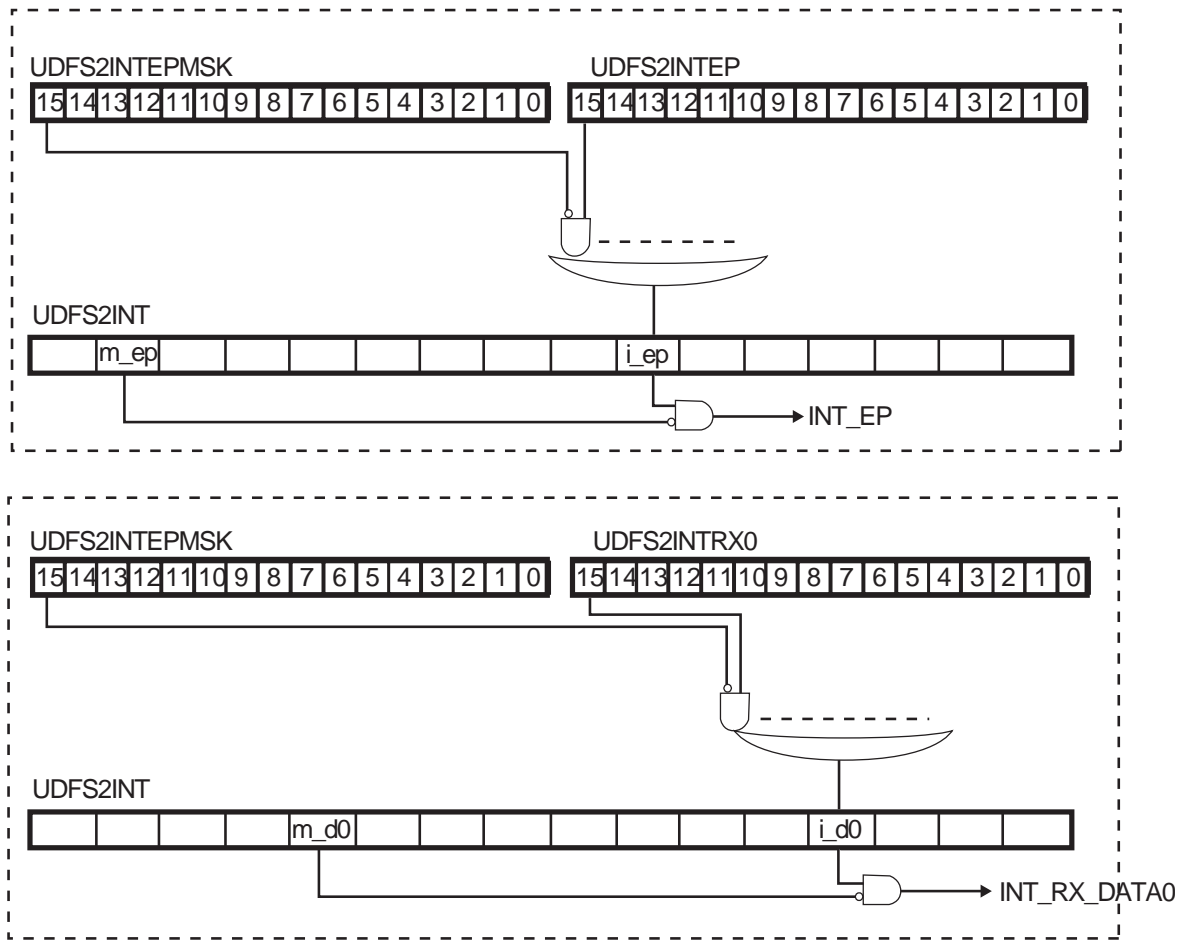 UDFS2INTEPMSK UDFS2INTEP
15 14 13 12 11 10 9 8 7 6 5 4 3 2 1 0 15 14 13 12 11 10 9 8 7 6 5 4 3 2 1 0
UDFS2INT
m_ep i_ep
INT_EP
UDFS2INTEPMSK UDFS2INTRX0
15 14 13 12 11 10 9 8 7 6 5 4 3 2 1 0 15 14 13 12 11 10 9 8 7 6 5 4 3 2 1 0
UDFS2INT
m_d0 i_d0
INT_RX_DATA0